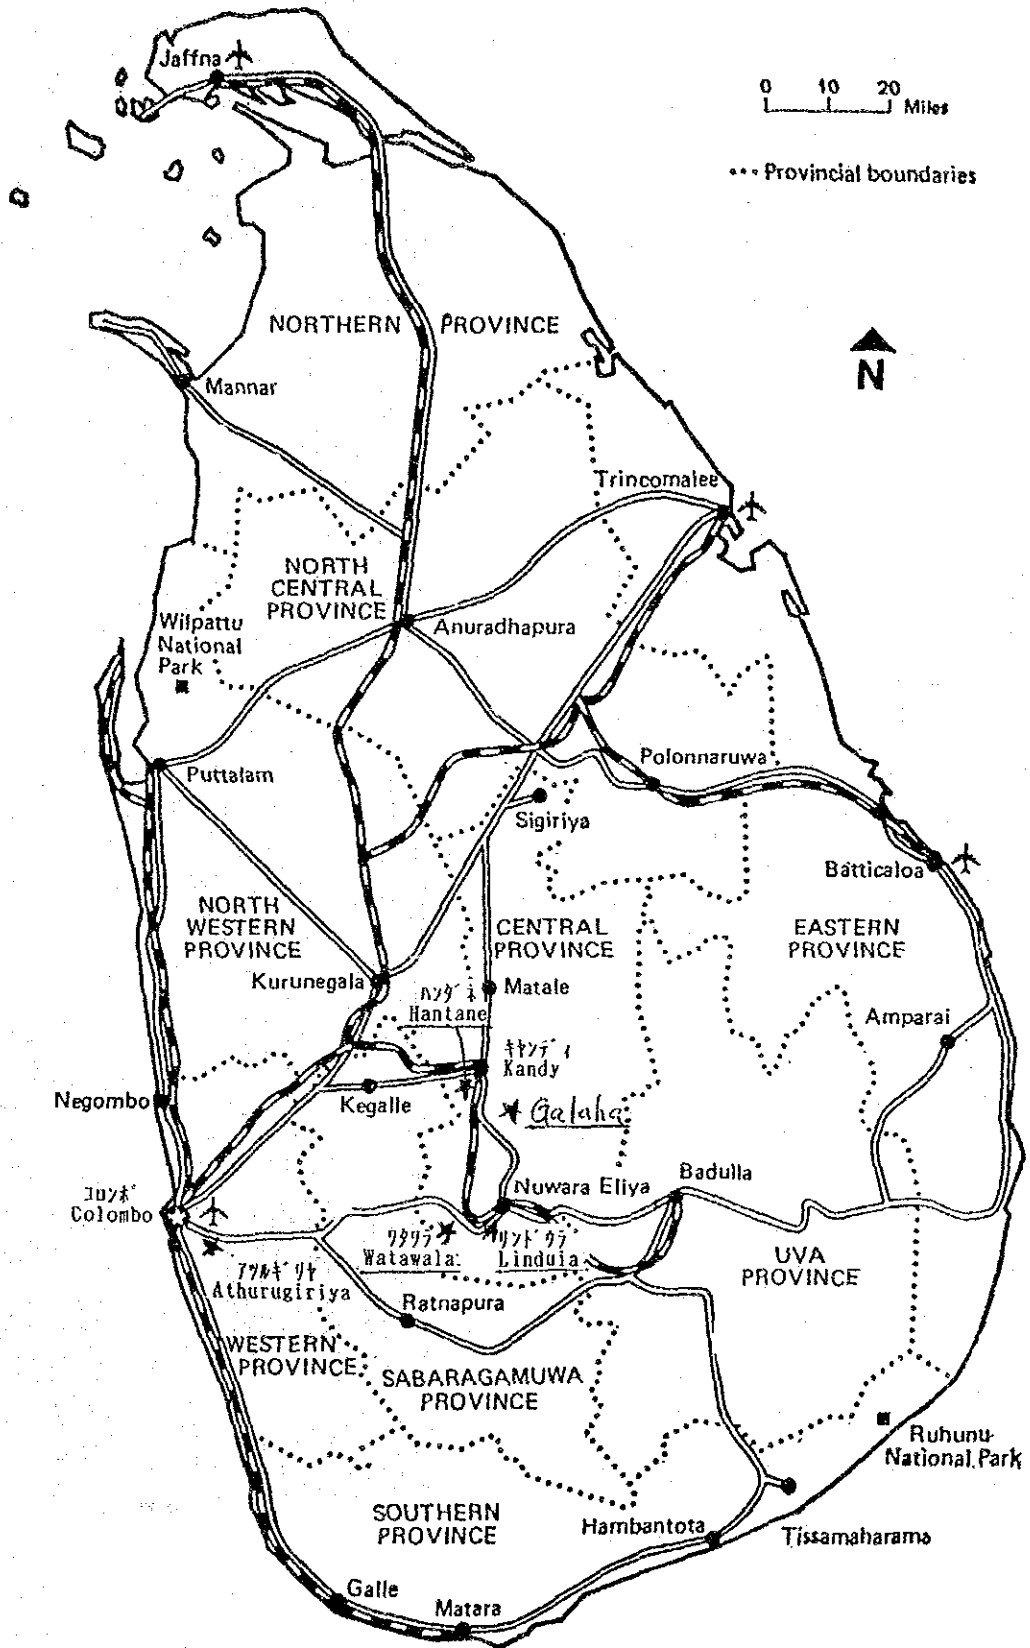 Jaffna
0 10 20
Miles
Provincial boundaries
NORTHERN PROVINCE
N
Mannar
Trincomalee
NORTH
CENTRAL
PROVINCE
Wilpattu
National
Park
Anuradhapura
Puttalam
Polonnaruwa
Sigiriya
Batticaloa
NORTH
WESTERN
PROVINCE
CENTRAL
PROVINCE
EASTERN
PROVINCE
Kurunegala
ハンダネ
Hantane
Matale
Amparai
キャンディ
Kandy
Negombo
Kegalle
Galaha
コロンボ
Colombo
Nuwara Eliya
Badulla
ワタワラ
Watawala
リンドウラ
Linduia
UVA
PROVINCE
アツルギリヤ
Athurugiriya
Ratnapura
WESTERN
PROVINCE
SABARAGAMUWA
PROVINCE
Ruhunu
National Park
SOUTHERN
PROVINCE
Hambantota
Tissamaharama
Galle
Matara